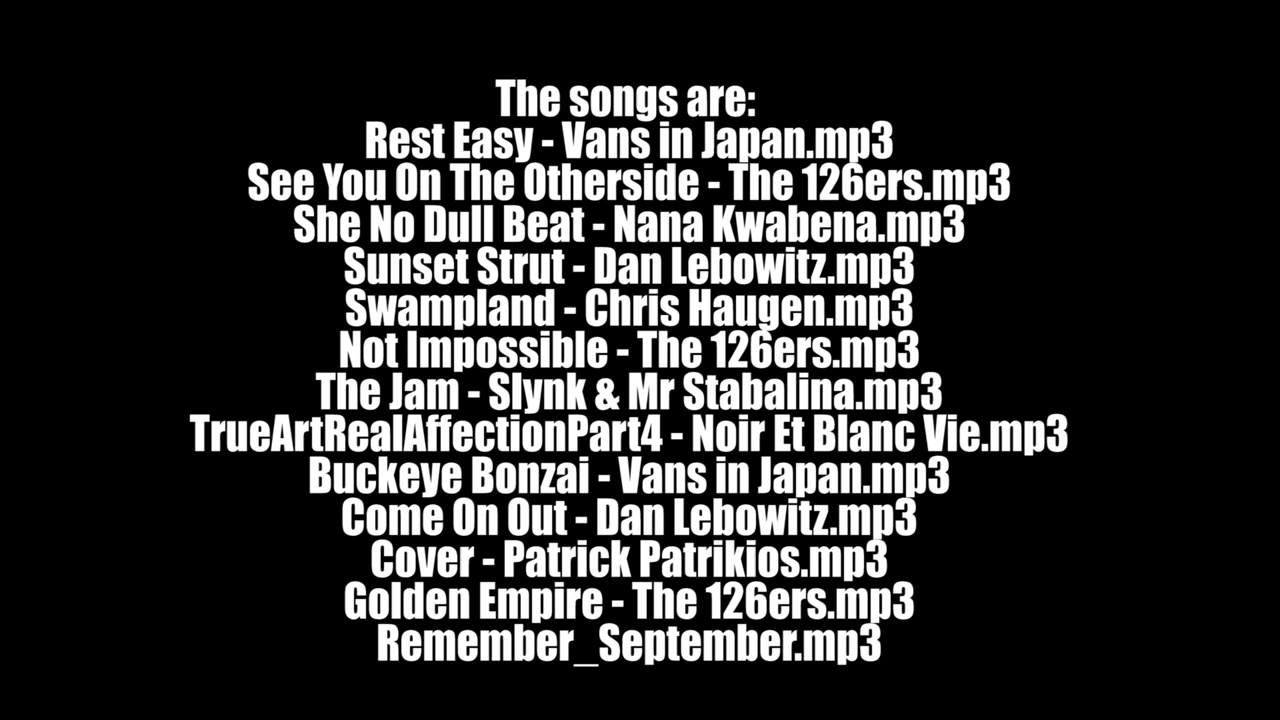 The songs are:
Rest Easy - Vans in Japan.mp3
See You On The Otherside - The 126ers.mp3
She No Dull Beat - Nana Kwabena.mp3
Sunset Strut - Dan Lebowitz.mp3
Swampland - Chris Haugen.mp3
Not Impossible - The 126ers.mp3
The Jam - Slynk & Mr Stabalina.mp3
TrueArtRealAffectionPart4 - Noir Et Blanc Vie.mp3
Buckeye Bonzai - Vans in Japan.mp3
Come On Out - Dan Lebowitz.mp3
Cover - Patrick Patrikios.mp3
Golden Empire - The 126ers.mp3
Remember_September.mp3